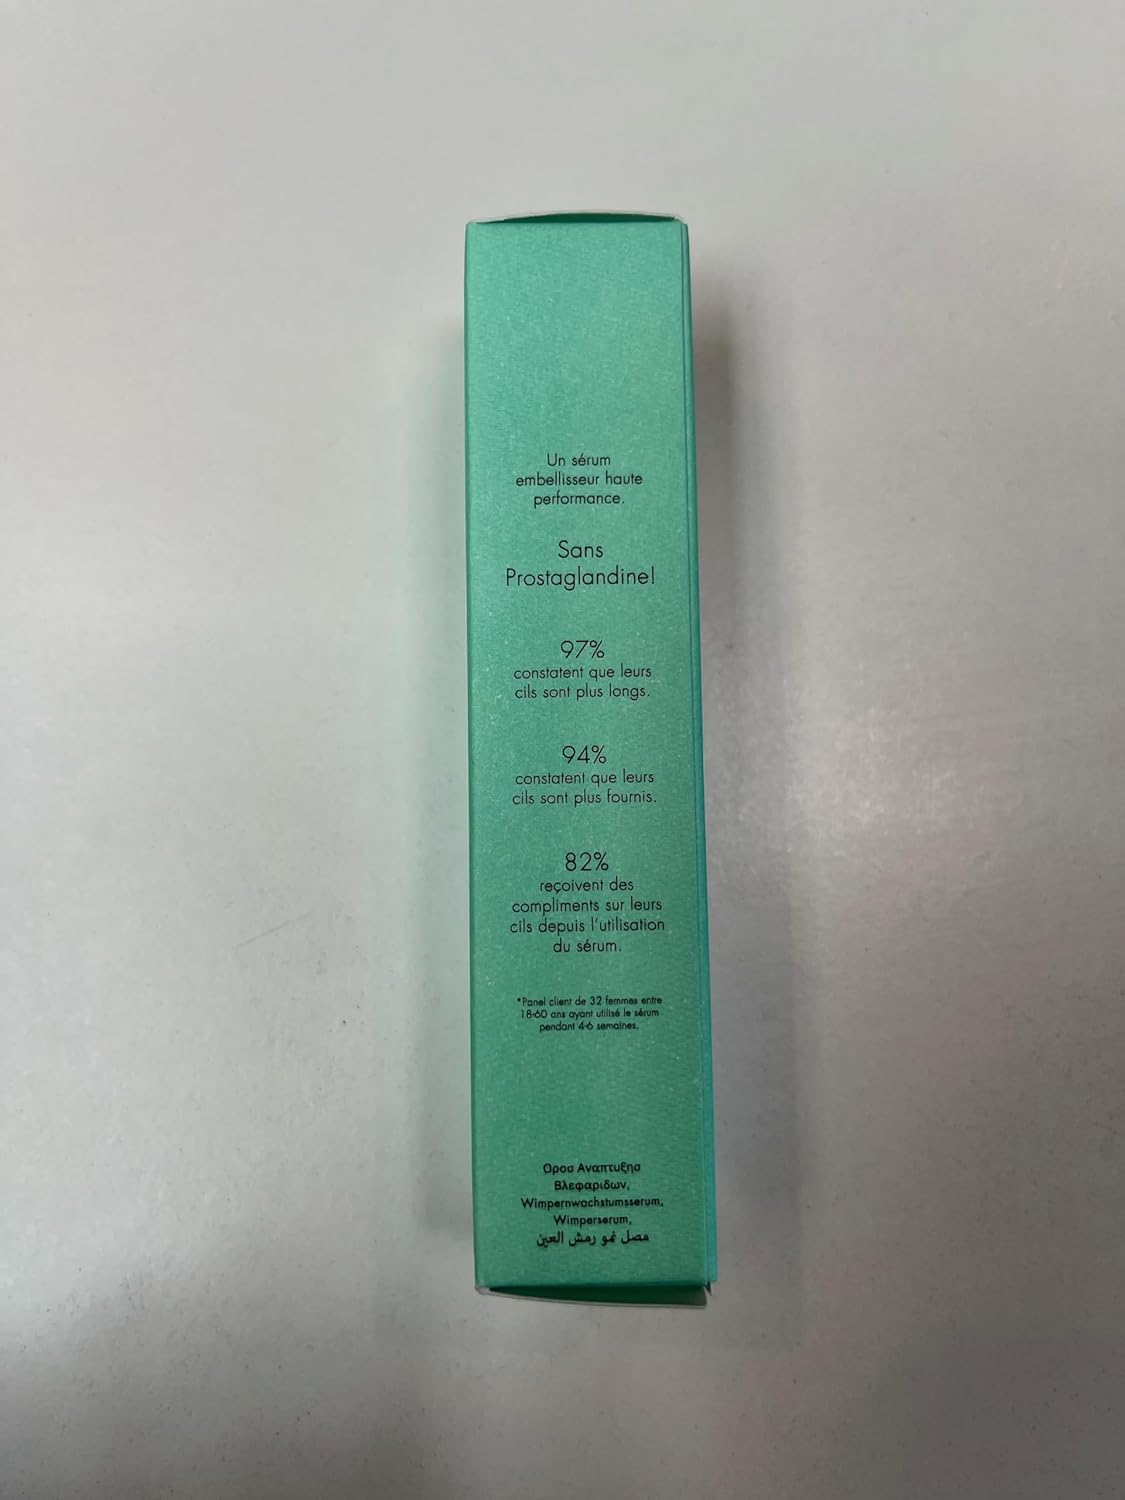 Un sérum
embellisseur haute
performance.
Sans
Prostaglandine!
97%
constatent que leurs
cils sont plus longs.
94%
constatent que leurs
cils sont plus fournis.
82%
reçoivent des
compliments sur leurs
cils depuis l'utilisation
du sérum.
*Panel client de 32 femmes entre
18-60 ans ayant utilisé le sérum
pendant 4-6 semaines.
Οροσ Αναπτυξησ
Βλεφαριδων,
Wimpernwachstumsserum,
Wimperserum,
مصل نمو رمش العين